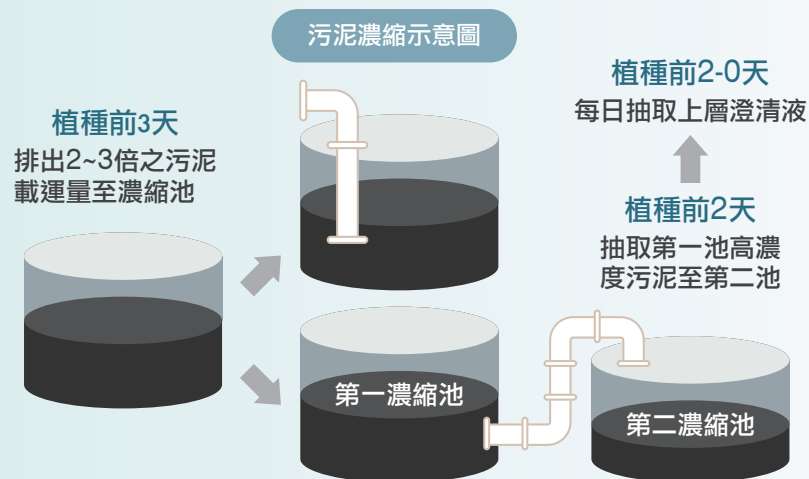 污泥濃縮示意圖
植種前3天
排出2~3倍之污泥
載運量至濃縮池
植種前2-0天
每日抽取上層澄清液
植種前2天
抽取第一池高濃
度污泥至第二池
第一濃縮池
第二濃縮池